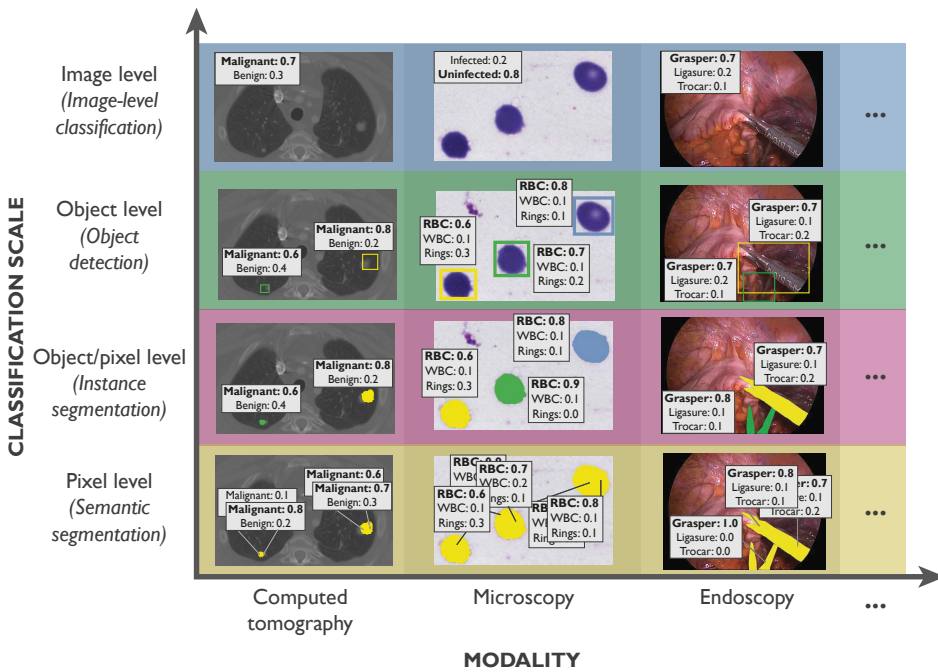 CLASSIFICATION SCALE
Image level
(Image-level
classification)
Malignant: 0.7
Benign: 0.3
Infected: 0.2
Uninfected: 0.8
Grasper: 0.7
Ligasure: 0.2
Trocar: 0.1
...
Object level
(Object
detection)
Malignant: 0.6
Benign: 0.4
Malignant: 0.8
Benign: 0.2
RBC: 0.6
WBC: 0.1
Rings: 0.3
RBC: 0.8
WBC: 0.1
Rings: 0.1
RBC: 0.7
WBC: 0.1
Rings: 0.2
Grasper: 0.7
Ligasure: 0.1
Trocar: 0.2
Grasper: 0.7
Ligasure: 0.2
Trocar: 0.1
...
Object/pixel level
(Instance
segmentation)
Malignant: 0.6
Benign: 0.4
Malignant: 0.8
Benign: 0.2
RBC: 0.6
WBC: 0.1
Rings: 0.3
RBC: 0.8
WBC: 0.1
Rings: 0.1
RBC: 0.9
WBC: 0.1
Rings: 0.0
Grasper: 0.7
Ligasure: 0.1
Trocar: 0.2
Grasper: 0.8
Ligasure: 0.1
Trocar: 0.1
...
Pixel level
(Semantic
segmentation)
Malignant: 0.1
Malignant: 0.8
Benign: 0.2
Malignant: 0.6
Malignant: 0.7
Benign: 0.3
RBC: 0.6
WBC: 0.1
Rings: 0.3
RBC: 0.7
WBC: 0.2
Rings: 0.1
RBC: 0.8
WBC: 0.1
Rings: 0.1
Grasper: 0.8
Ligasure: 0.1
Trocar: 0.1
Grasper: 1.0
Ligasure: 0.0
Trocar: 0.0
...
Computed
tomography
Microscopy
Endoscopy
...
MODALITY